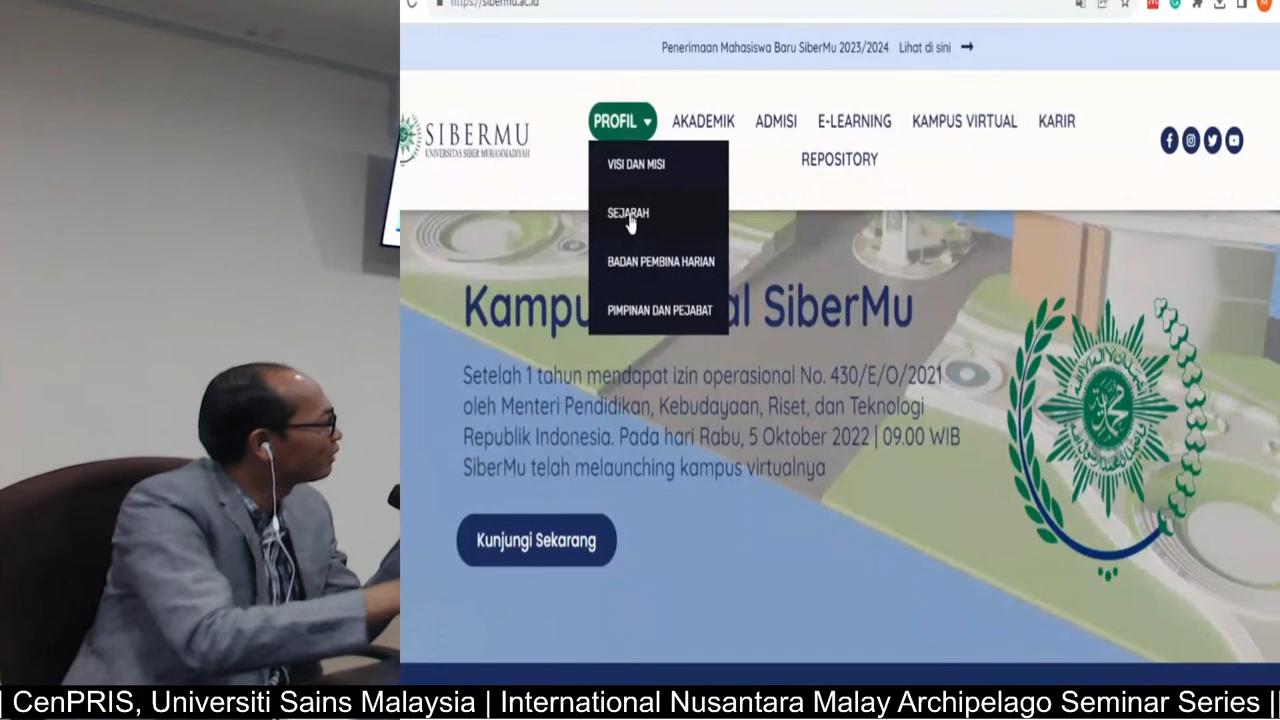 https://sibermu.ac.id
Penerimaan Mahasiswa Baru SiberMu 2023/2024 Lihat di sini
SIBERMU
UNIVERSITAS SIBER MUHAMMADIYAH
PROFIL
AKADEMIK
ADMISI
E-LEARNING
KAMPUS VIRTUAL
KARIR
REPOSITORY
VISI DAN MISI
SEJARAH
BADAN PEMBINA HARIAN
PIMPINAN DAN PEJABAT
Kampu al SiberMu
Setelah 1 tahun mendapat izin operasional No. 430/E/O/2021
oleh Menteri Pendidikan, Kebudayaan, Riset, dan Teknologi
Republik Indonesia. Pada hari Rabu, 5 Oktober 2022 | 09.00 WIB
SiberMu telah melaunching kampus virtualnya
Kunjungi Sekarang
| CenPRIS, Universiti Sains Malaysia | International Nusantara Malay Archipelago Seminar Series ||